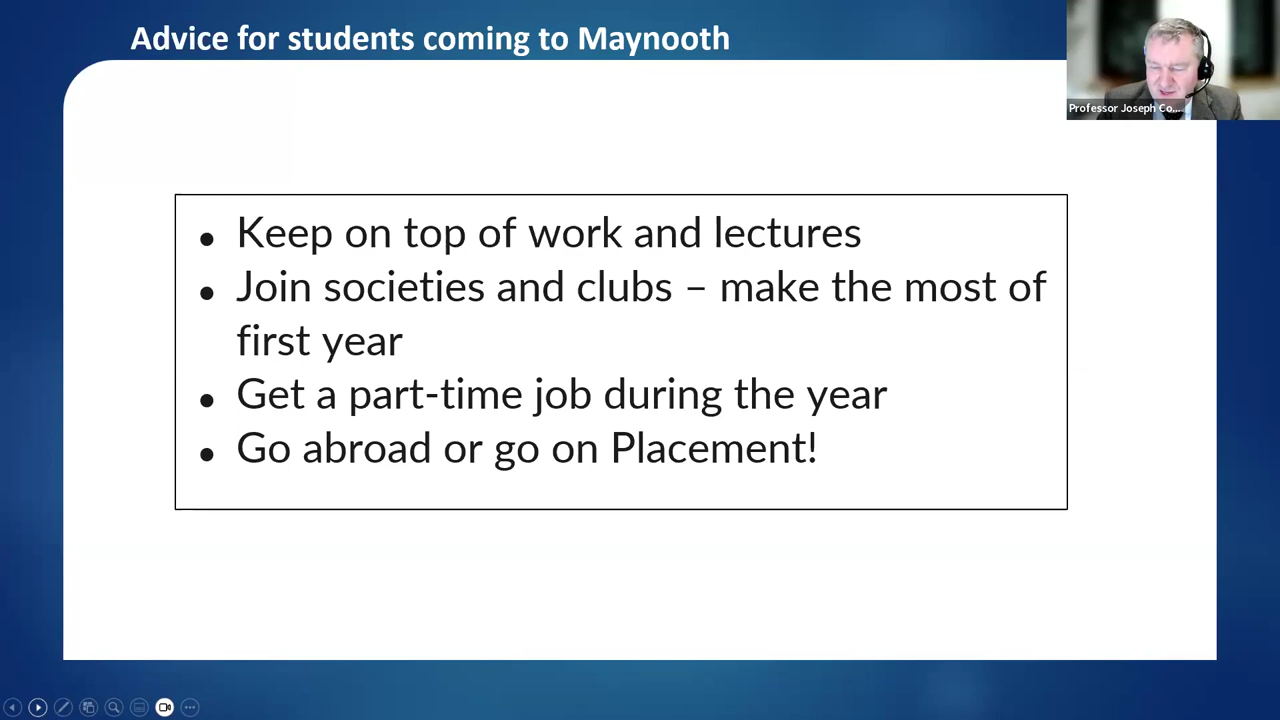 Advice for students coming to Maynooth
Professor Joseph Co...
• Keep on top of work and lectures
• Join societies and clubs – make the most of
first year
• Get a part-time job during the year
• Go abroad or go on Placement!